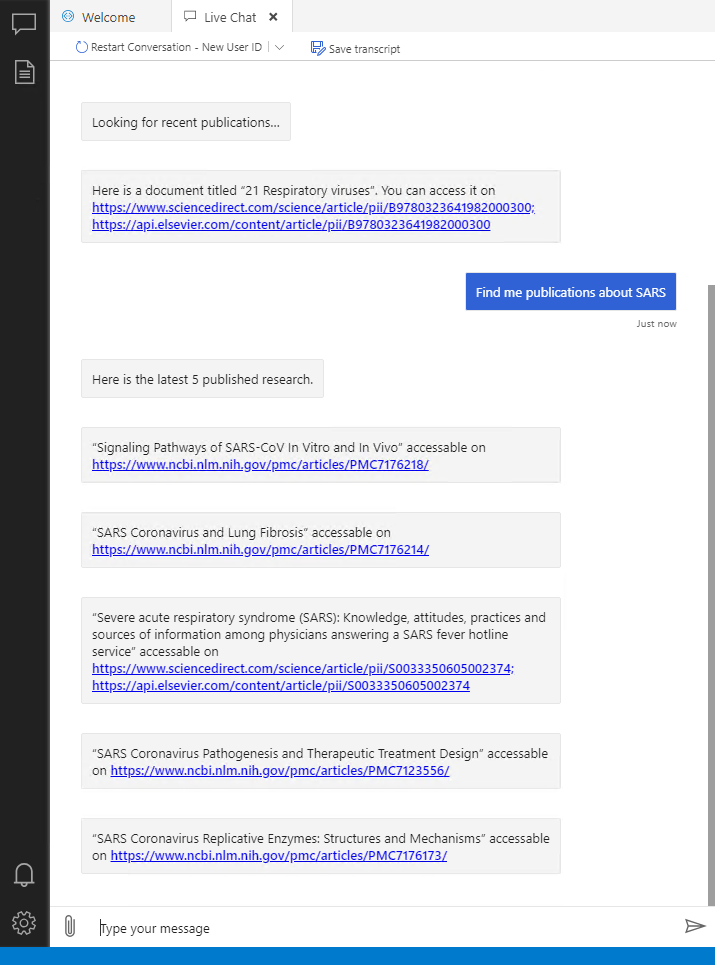 Welcome
Live Chat
Restart Conversation - New User ID
Save transcript
Looking for recent publications...
Here is a document titled “21 Respiratory viruses”. You can access it on
https://www.sciencedirect.com/science/article/pii/B9780323641982000300;
https://api.elsevier.com/content/article/pii/B9780323641982000300
Find me publications about SARS
Just now
Here is the latest 5 published research.
“Signaling Pathways of SARS-CoV In Vitro and In Vivo” accessable on
https://www.ncbi.nlm.nih.gov/pmc/articles/PMC7176218/
“SARS Coronavirus and Lung Fibrosis” accessable on
https://www.ncbi.nlm.nih.gov/pmc/articles/PMC7176214/
“Severe acute respiratory syndrome (SARS): Knowledge, attitudes, practices and
sources of information among physicians answering a SARS fever hotline
service” accessable on
https://www.sciencedirect.com/science/article/pii/S0033350605002374;
https://api.elsevier.com/content/article/pii/S0033350605002374
“SARS Coronavirus Pathogenesis and Therapeutic Treatment Design” accessable
on https://www.ncbi.nlm.nih.gov/pmc/articles/PMC7123556/
“SARS Coronavirus Replicative Enzymes: Structures and Mechanisms” accessable
on https://www.ncbi.nlm.nih.gov/pmc/articles/PMC7176173/
Type your message